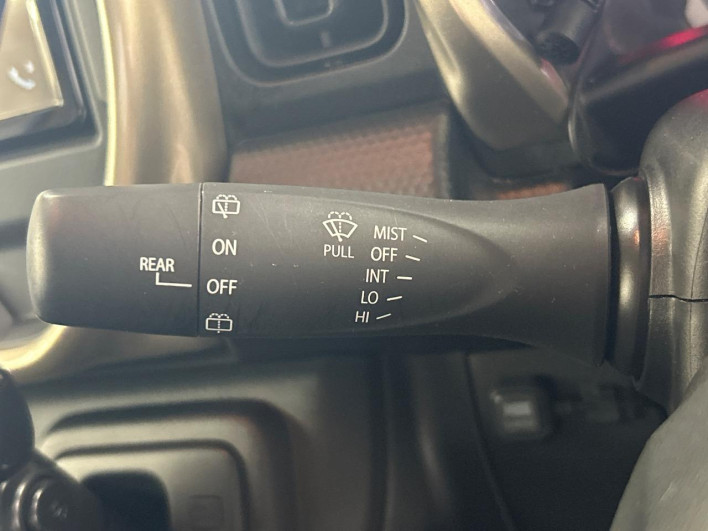 REAR
ON
OFF
PULL
MIST
OFF
INT
LO
HI